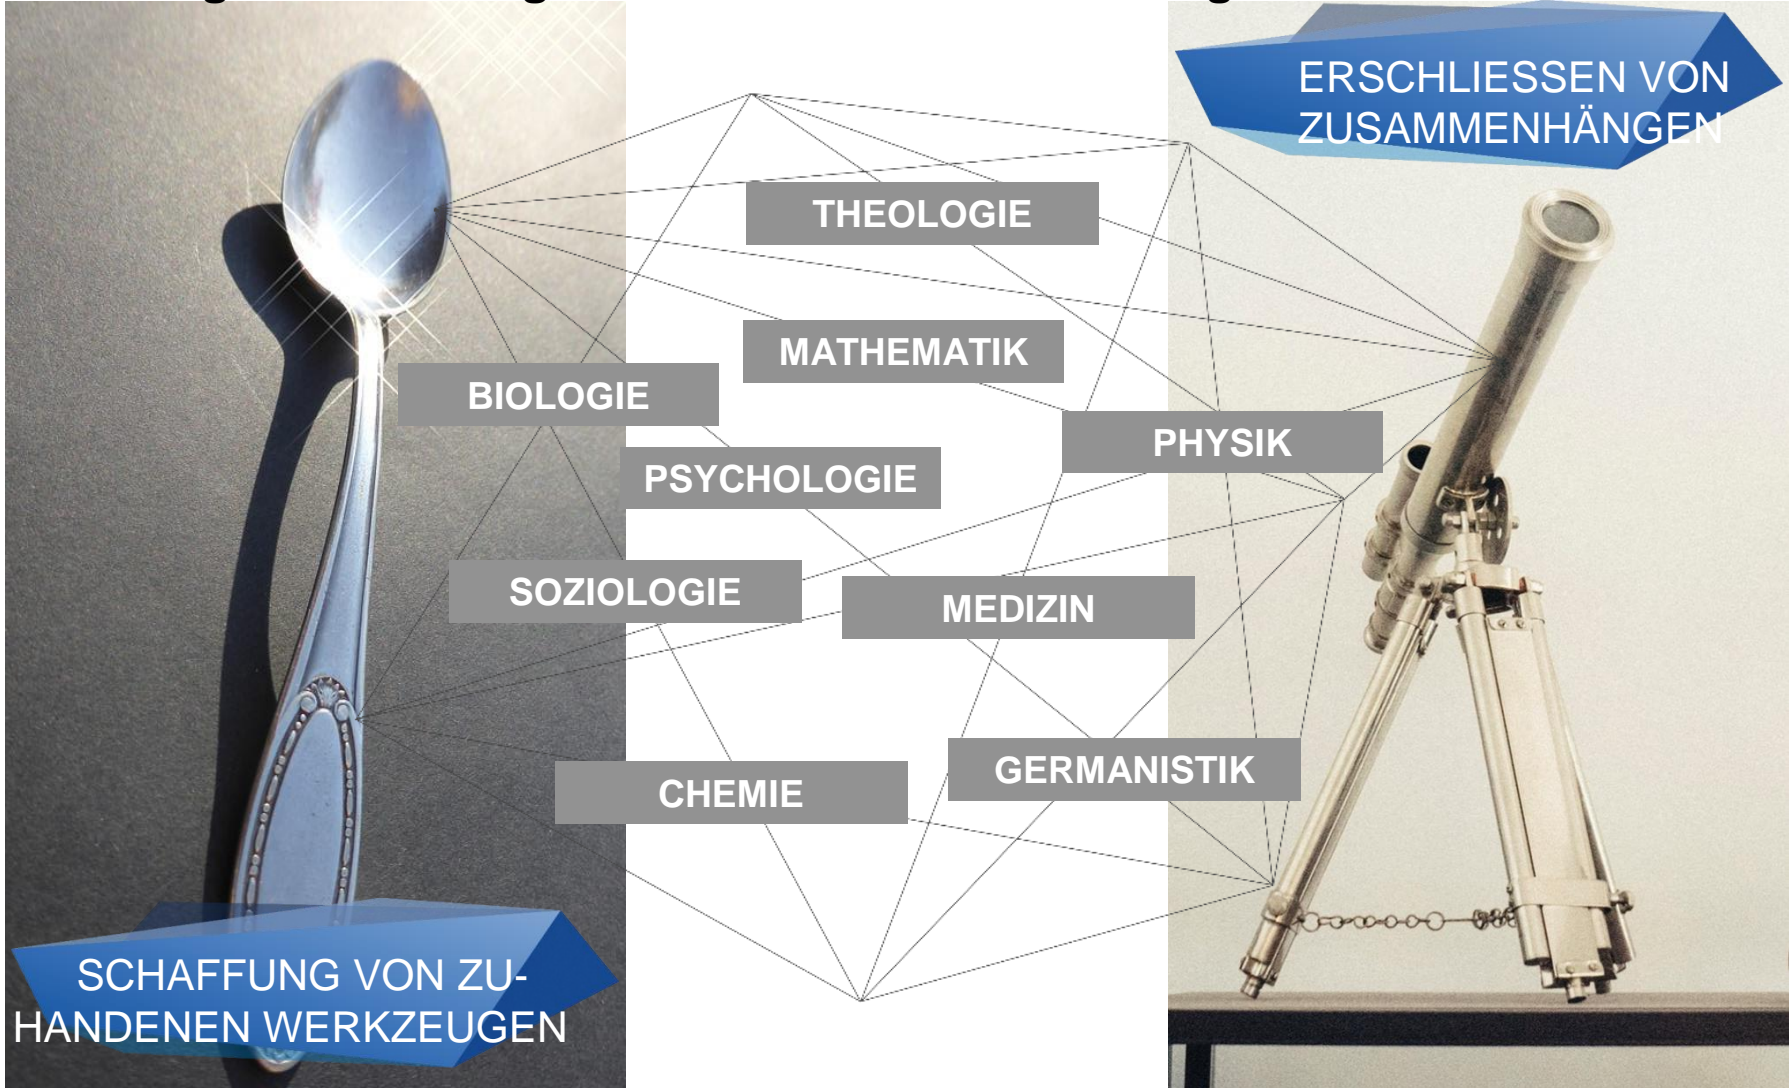 ERSCHLIESSEN VON
ZUSAMMENHÄNGEN
THEOLOGIE
MATHEMATIK
BIOLOGIE
PHYSIK
PSYCHOLOGIE
SOZIOLOGIE
MEDIZIN
GERMANISTIK
CHEMIE
SCHAFFUNG VON ZU-
HANDENEN WERKZEUGEN